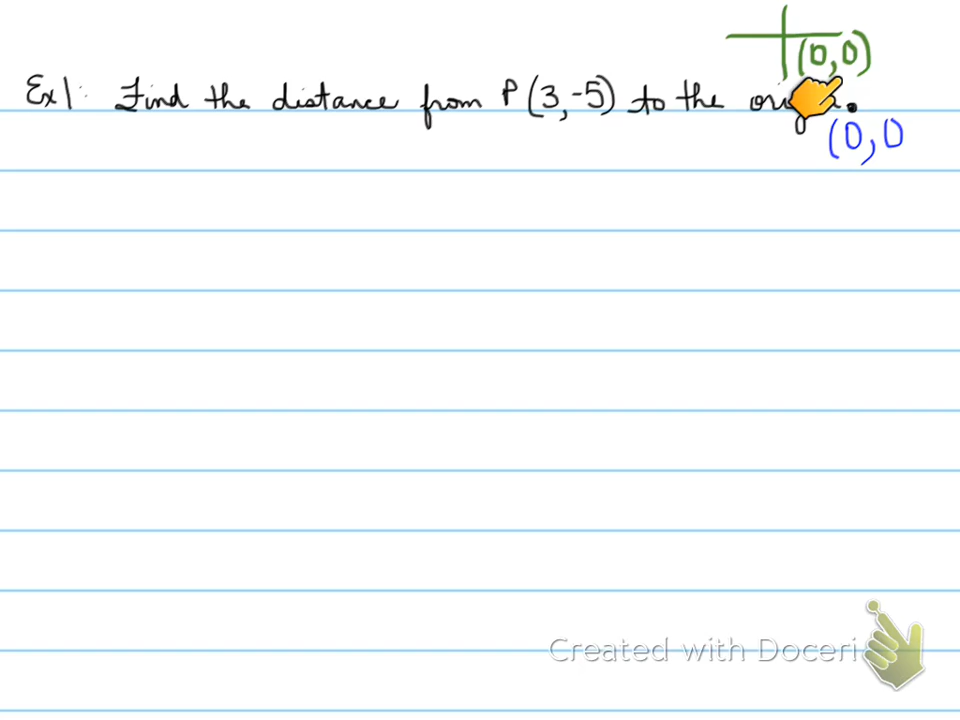 (0,0)
Ex1: Find the distance from P(3,-5) to the
(0,0
Created with Doceri